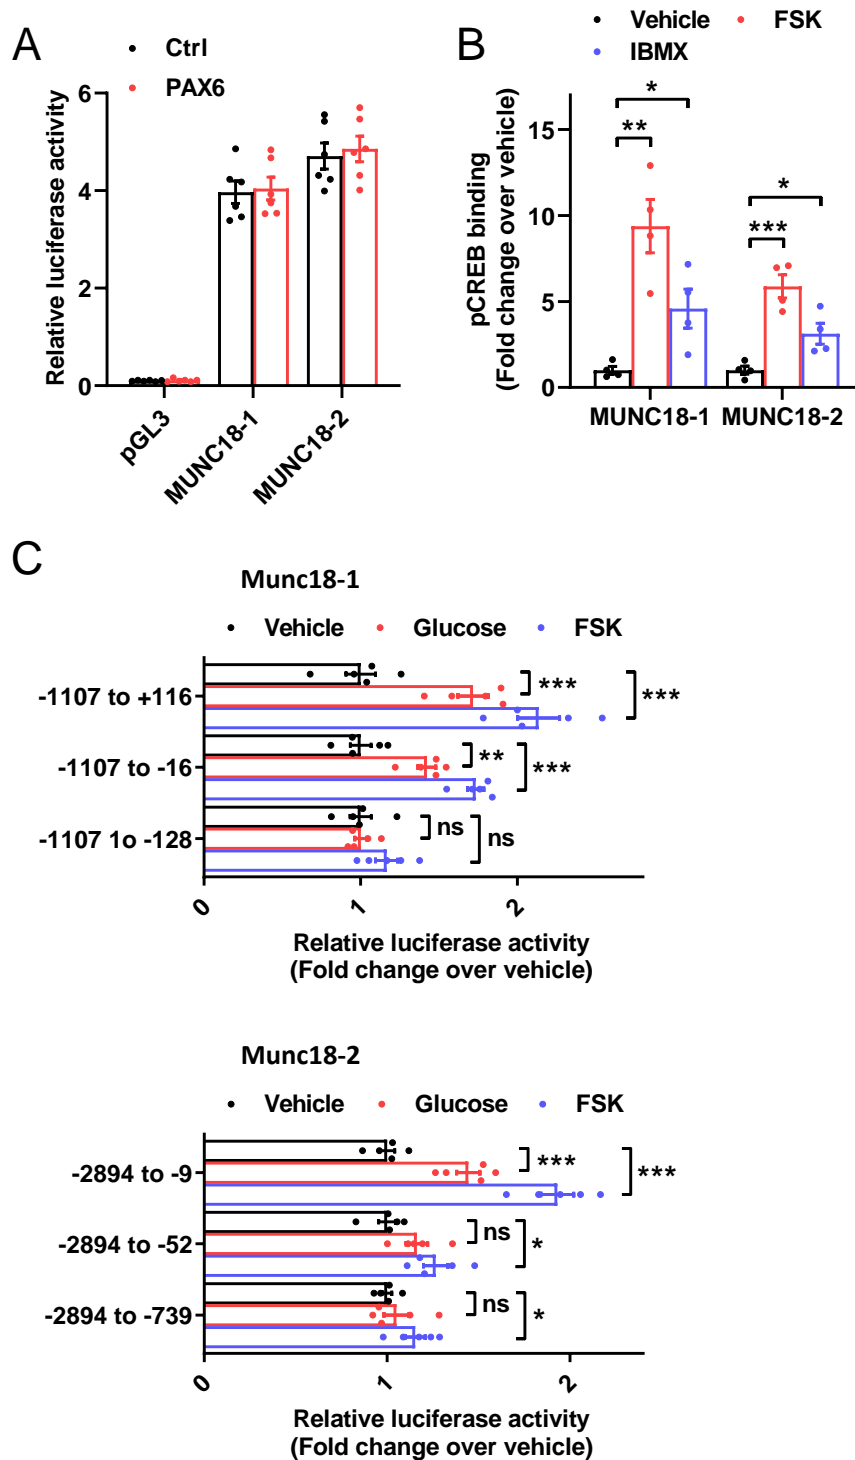 A
Ctrl
PAX6
Relative luciferase activity
6
4
2
0
pGL3
MUNC18-1
MUNC18-2
B
Vehicle FSK
IBMX
pCREB binding
(Fold change over vehicle)
15
10
5
0
*
**
*
***
MUNC18-1 MUNC18-2
C
Munc18-1
Vehicle Glucose FSK
-1107 to +116
*** ***
-1107 to -16
** ***
-1107 1o -128
ns ns
0 1 2
Relative luciferase activity
(Fold change over vehicle)
Munc18-2
Vehicle Glucose FSK
-2894 to -9
*** ***
-2894 to -52
ns *
-2894 to -739
ns *
0 1 2
Relative luciferase activity
(Fold change over vehicle)